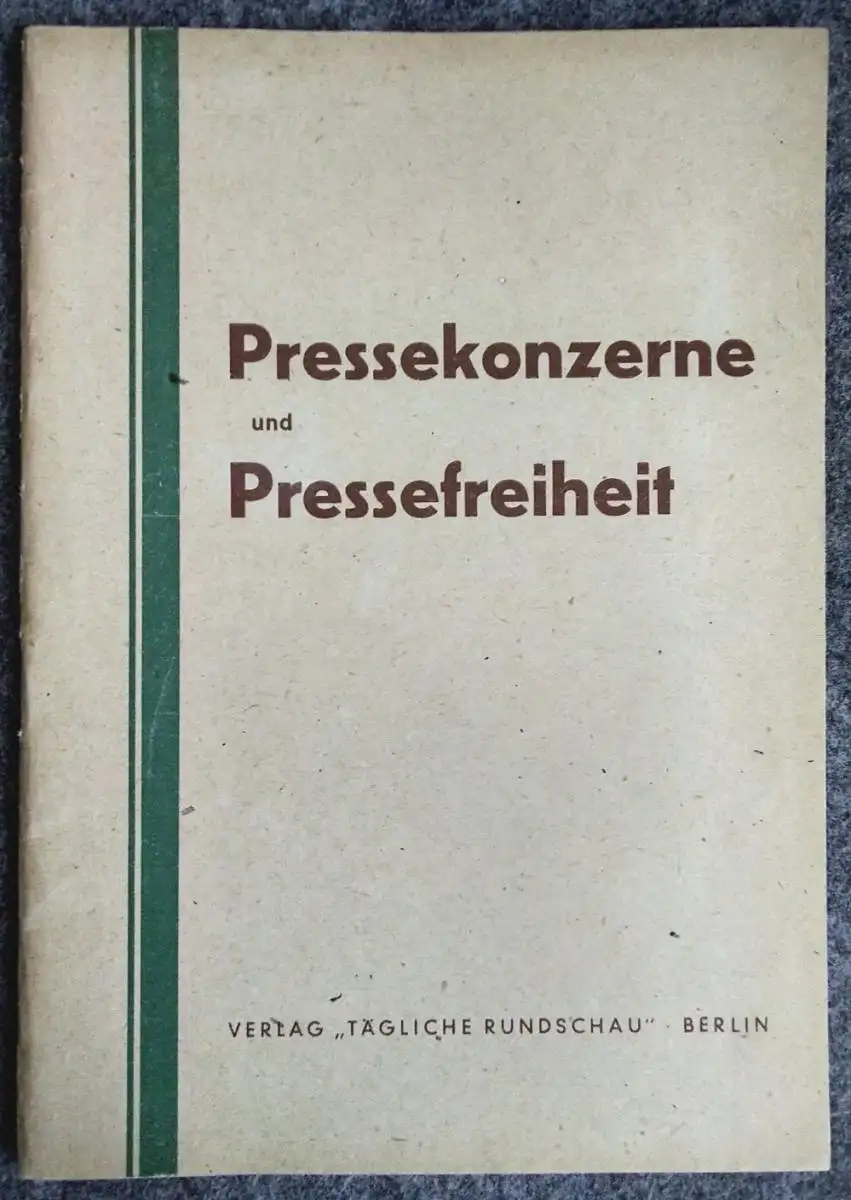 Pressekonzerne
und
Pressefreiheit
VERLAG „TÄGLICHE RUNDSCHAU" · BERLIN